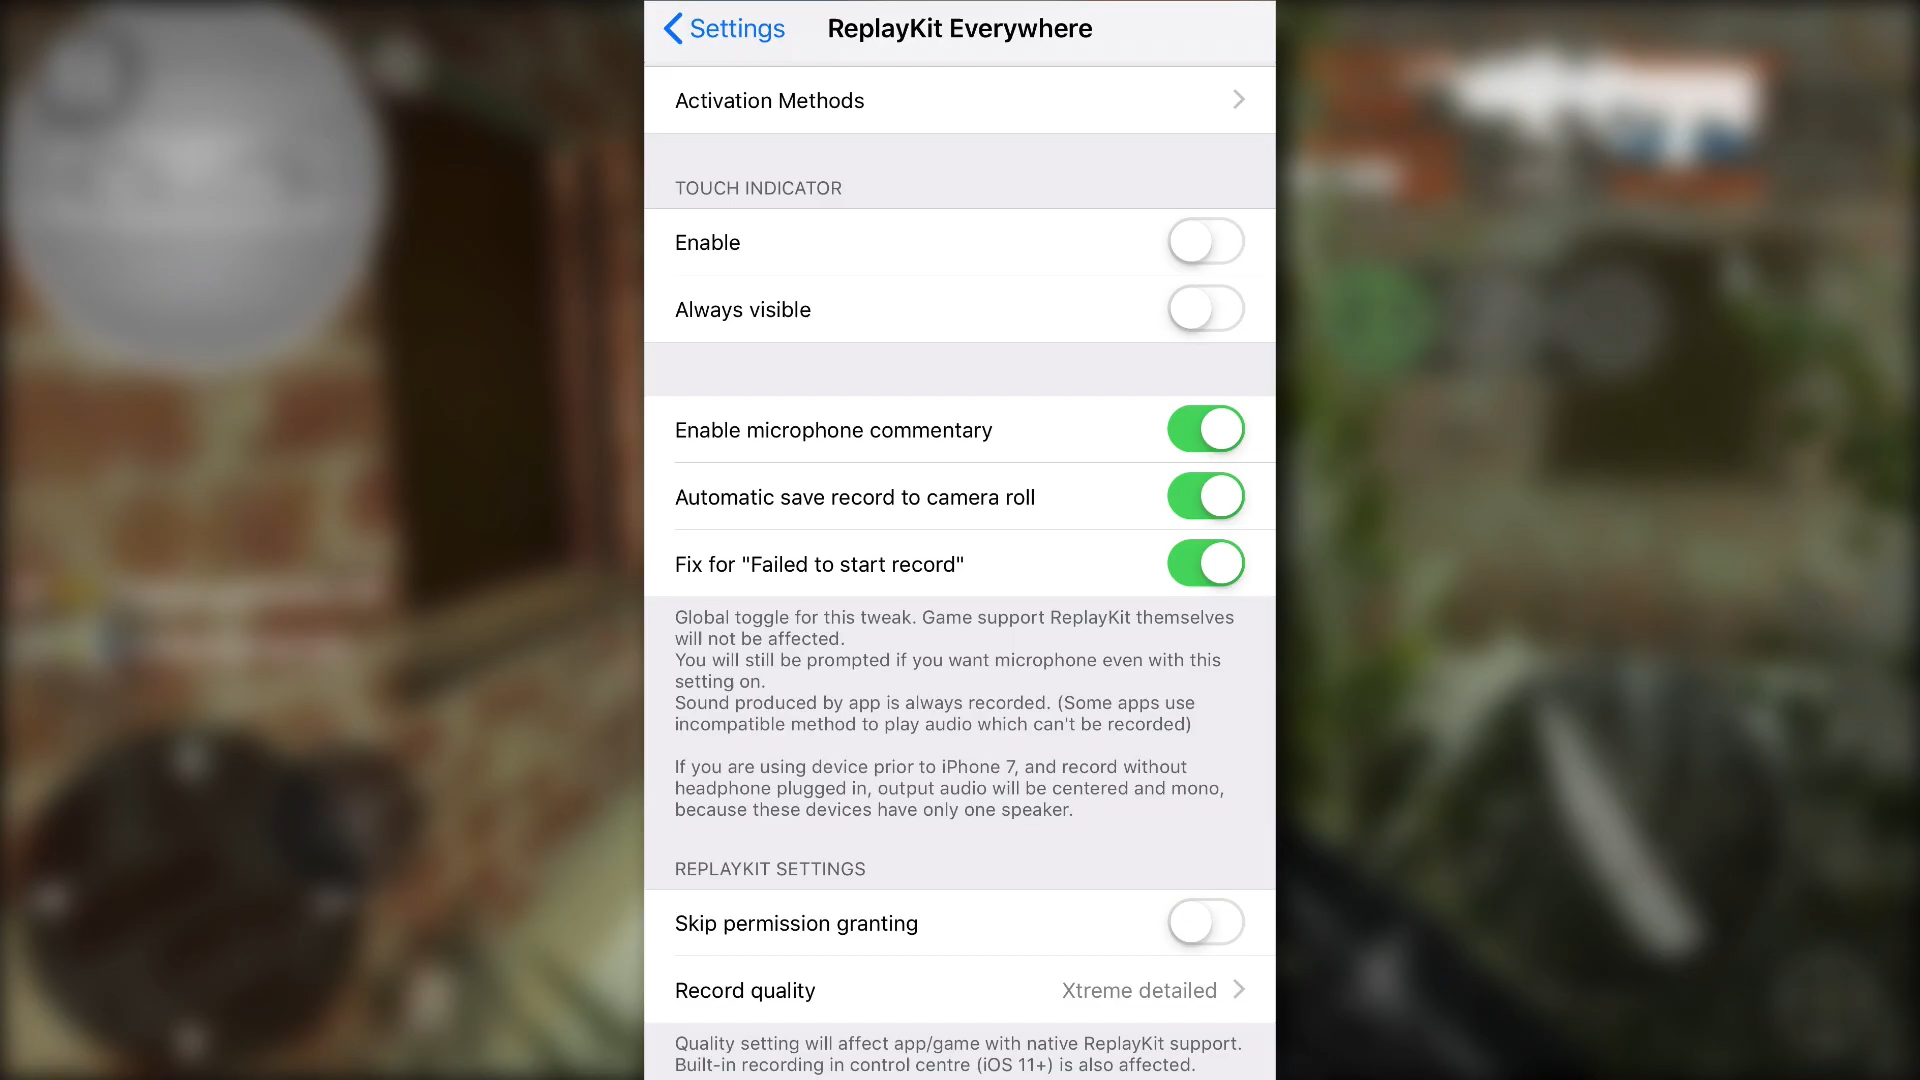 Settings
ReplayKit Everywhere
Activation Methods
TOUCH INDICATOR
Enable
Always visible
Enable microphone commentary
Automatic save record to camera roll
Fix for "Failed to start record"
Global toggle for this tweak. Game support ReplayKit themselves
will not be affected.
You will still be prompted if you want microphone even with this
setting on.
Sound produced by app is always recorded. (Some apps use
incompatible method to play audio which can't be recorded)
If you are using device prior to iPhone 7, and record without
headphone plugged in, output audio will be centered and mono,
because these devices have only one speaker.
REPLAYKIT SETTINGS
Skip permission granting
Record quality
Xtreme detailed
Quality setting will affect app/game with native ReplayKit support.
Built-in recording in control centre (iOS 11+) is also affected.